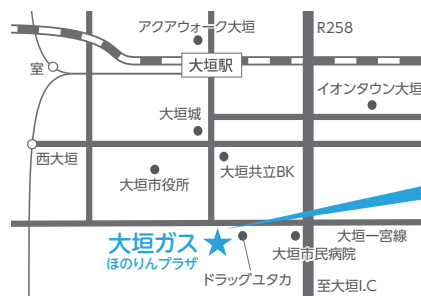 アクアウォーク大垣
R258
大垣駅
室
イオンタウン大垣
大垣城
西大垣
大垣共立BK
大垣市役所
大垣一宮線
大垣ガス
ほのりんプラザ
大垣市民病院
ドラッグユタカ
至大垣I.C